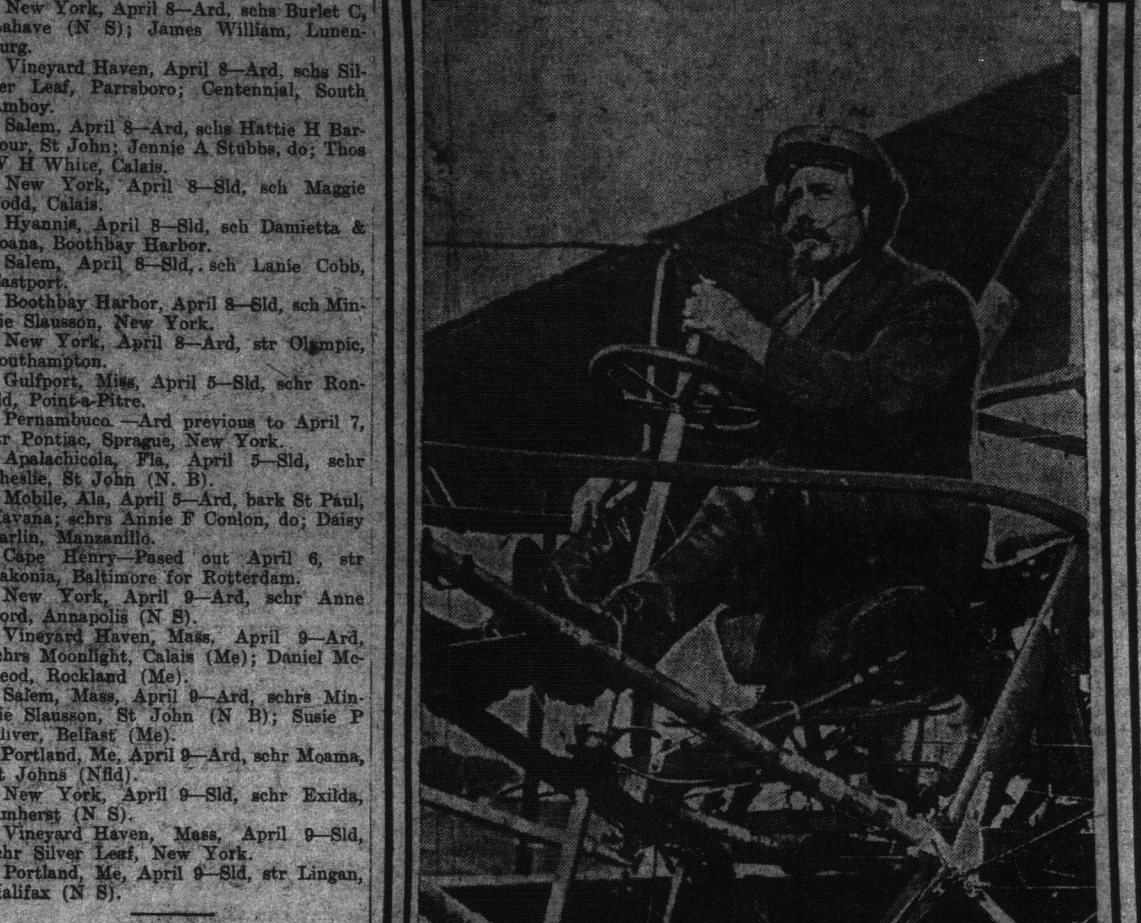 New York, April 8—Ard, schs Burlet C,
ahave (N S); James William, Lunen-
urg.
Vineyard Haven, April 8—Ard, schs Sil-
er Leaf, Parrsboro; Centennial, South
mboy.
Salem, April 8—Ard, schs Hattie H Bar-
our, St John; Jennie A Stubbs, do; Thos
V H White, Calais.
New York, April 8—Sld, sch Maggie
odd, Calais.
Hyannis, April 8—Sld, sch Damietta &
oana, Boothbay Harbor.
Salem, April 8—Sld, sch Lanie Cobb,
astport.
Boothbay Harbor, April 8—Sld, sch Min-
ie Slausson, New York.
New York, April 8—Ard, str Olympic,
outhampton.
Gulfport, Miss, April 5—Sld, schr Ron-
ld, Point-a-Pitre.
Pernambuco —Ard previous to April 7,
r Pontiac, Sprague, New York.
Apalachicola, Fla, April 5—Sld, schr
heslie, St John (N. B).
Mobile, Ala, April 5—Ard, bark St Paul,
avana; schrs Annie F Conlon, do; Daisy
arlin, Manzanillo.
Cape Henry—Pased out April 6, str
akonia, Baltimore for Rotterdam.
New York, April 9—Ard, schr Anne
ord, Annapolis (N S).
Vineyard Haven, Mass, April 9—Ard,
chrs Moonlight, Calais (Me); Daniel Mc-
eod, Rockland (Me).
Salem, Mass, April 9—Ard, schrs Min-
ie Slausson, St John (N B); Susie P
liver, Belfast (Me).
Portland, Me, April 9—Ard, schr Moama,
t Johns (Nfld).
New York, April 9—Sld, schr Exilda,
mherst (N S).
Vineyard Haven, Mass, April 9—Sld,
chr Silver Leaf, New York.
Portland, Me, April 9—Sld, str Lingan,
alifax (N S).